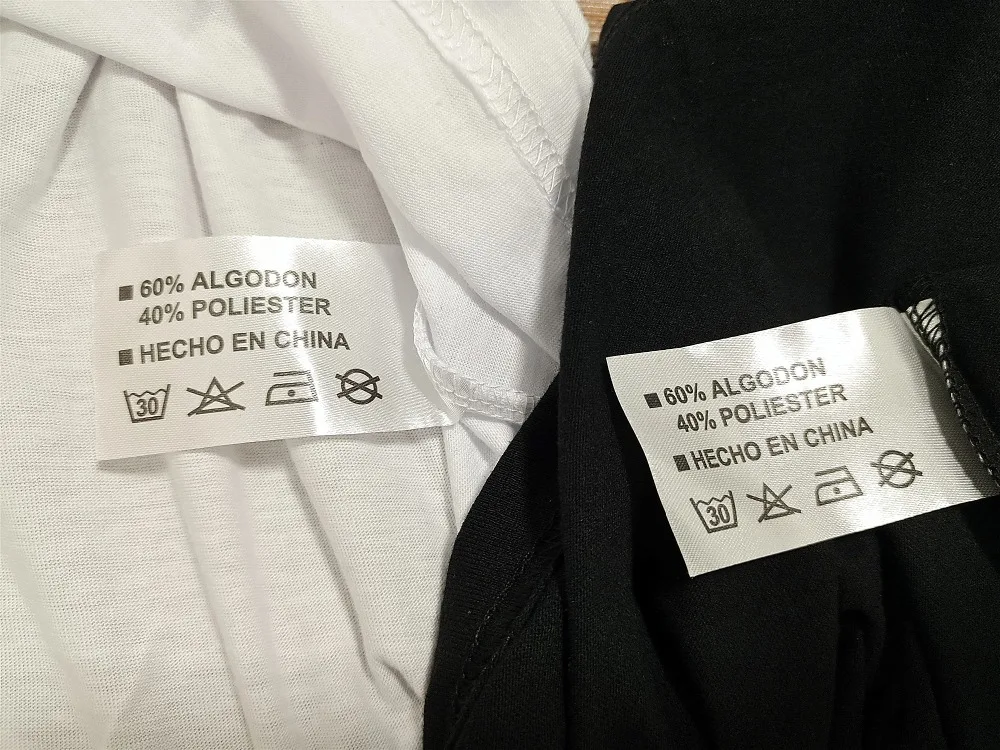 60% ALGODON
40% POLIESTER
HECHO EN CHINA
30
60% ALGODON
40% POLIESTER
HECHO EN CHINA
30